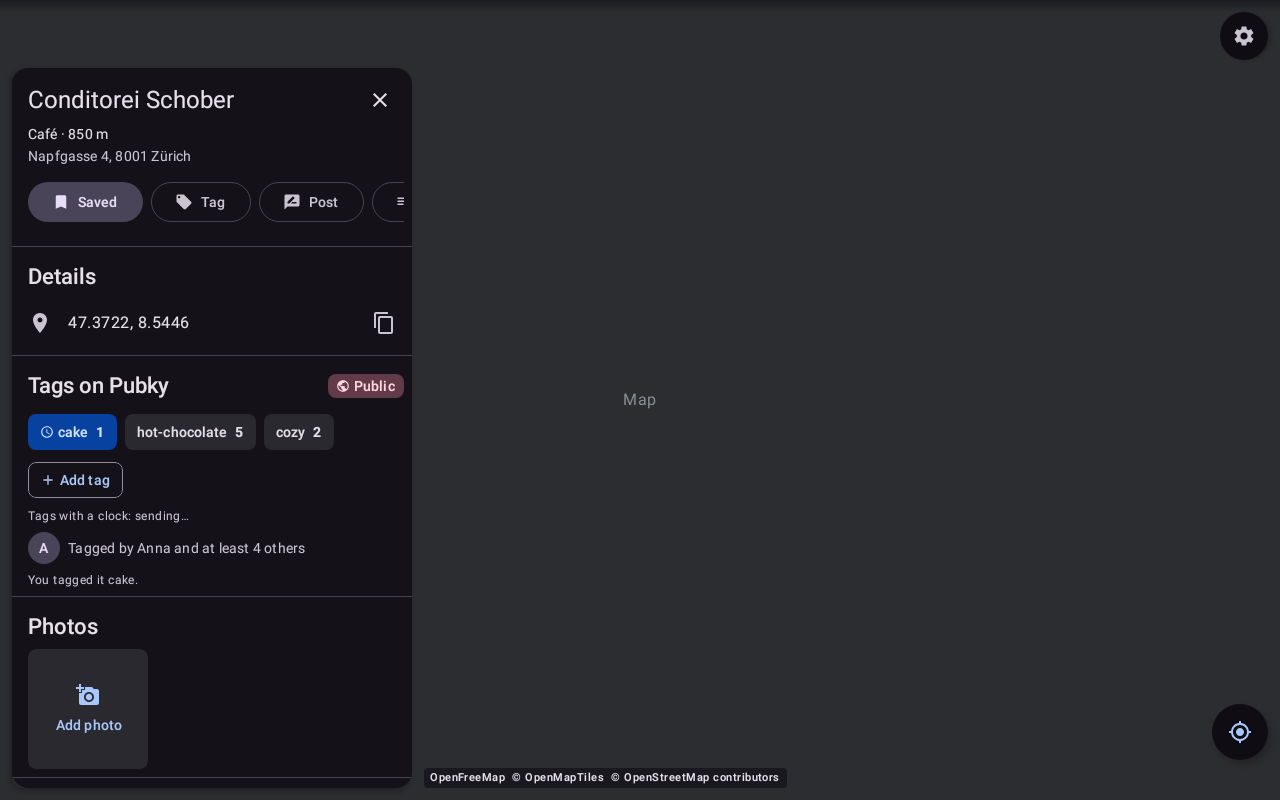 Conditorei Schober
Café · 850 m
Napfgasse 4, 8001 Zürich
Saved
Tag
Post
Details
47.3722, 8.5446
Tags on Pubky
Public
cake 1
hot-chocolate 5
cozy 2
Add tag
Tags with a clock: sending…
A
Tagged by Anna and at least 4 others
You tagged it cake.
Photos
Add photo
Map
OpenFreeMap © OpenMapTiles © OpenStreetMap contributors